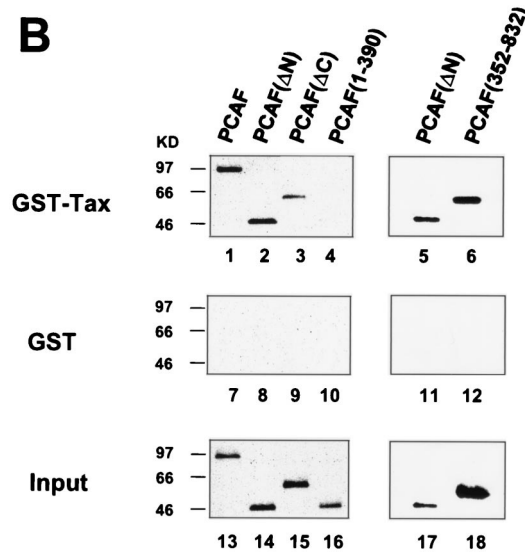 B
PCAF
PCAF(ΔN)
PCAF(ΔC)
PCAF(1-390)
PCAF(ΔN)
PCAF(352-832)
KD
GST-Tax
97
66
46
1 2 3 4 5 6
GST
97
66
46
7 8 9 10 11 12
Input
97
66
46
13 14 15 16 17 18